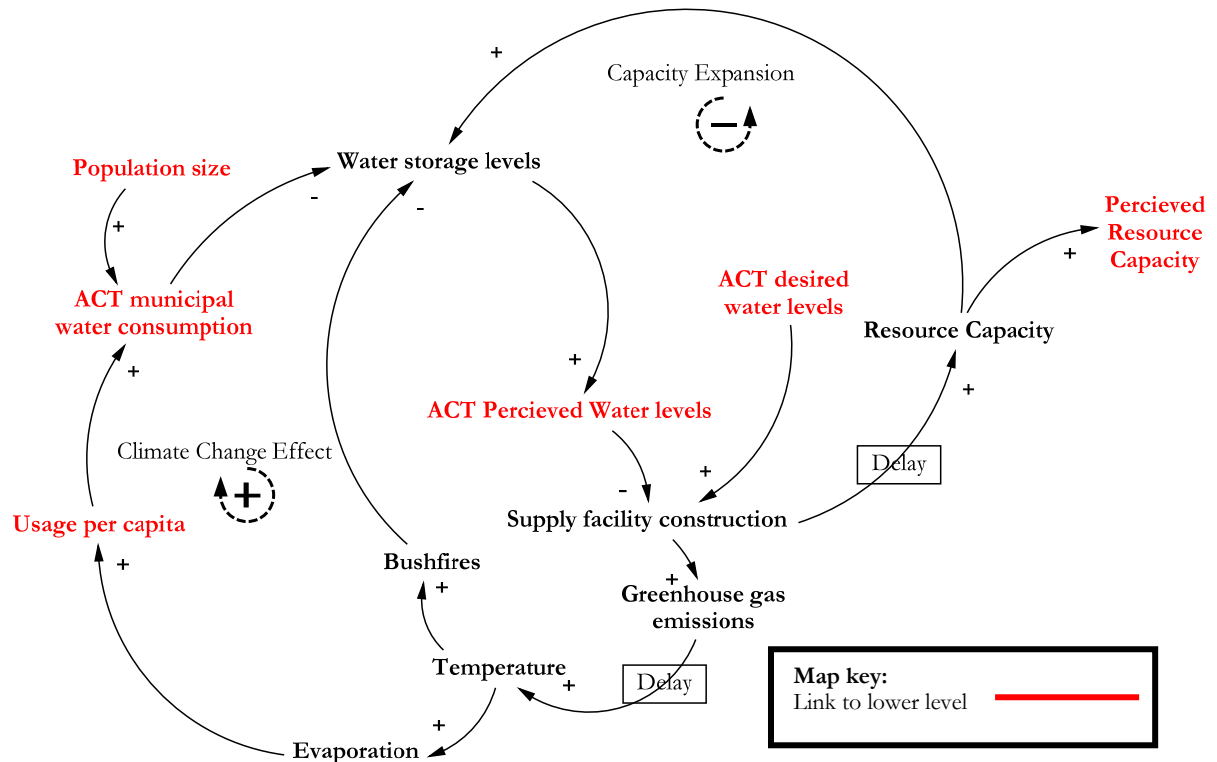 +
Capacity Expansion
−
Population size
Water storage levels
-
-
+
Percieved
Resource
Capacity
+
ACT desired
water levels
ACT municipal
water consumption
Resource Capacity
+
+
+
ACT Percieved Water levels
Climate Change Effect
+
Delay
+
-
Usage per capita
Supply facility construction
+
Bushfires
+
+
Greenhouse gas
emissions
Temperature
+
Delay
Map key:
Link to lower level
+
Evaporation